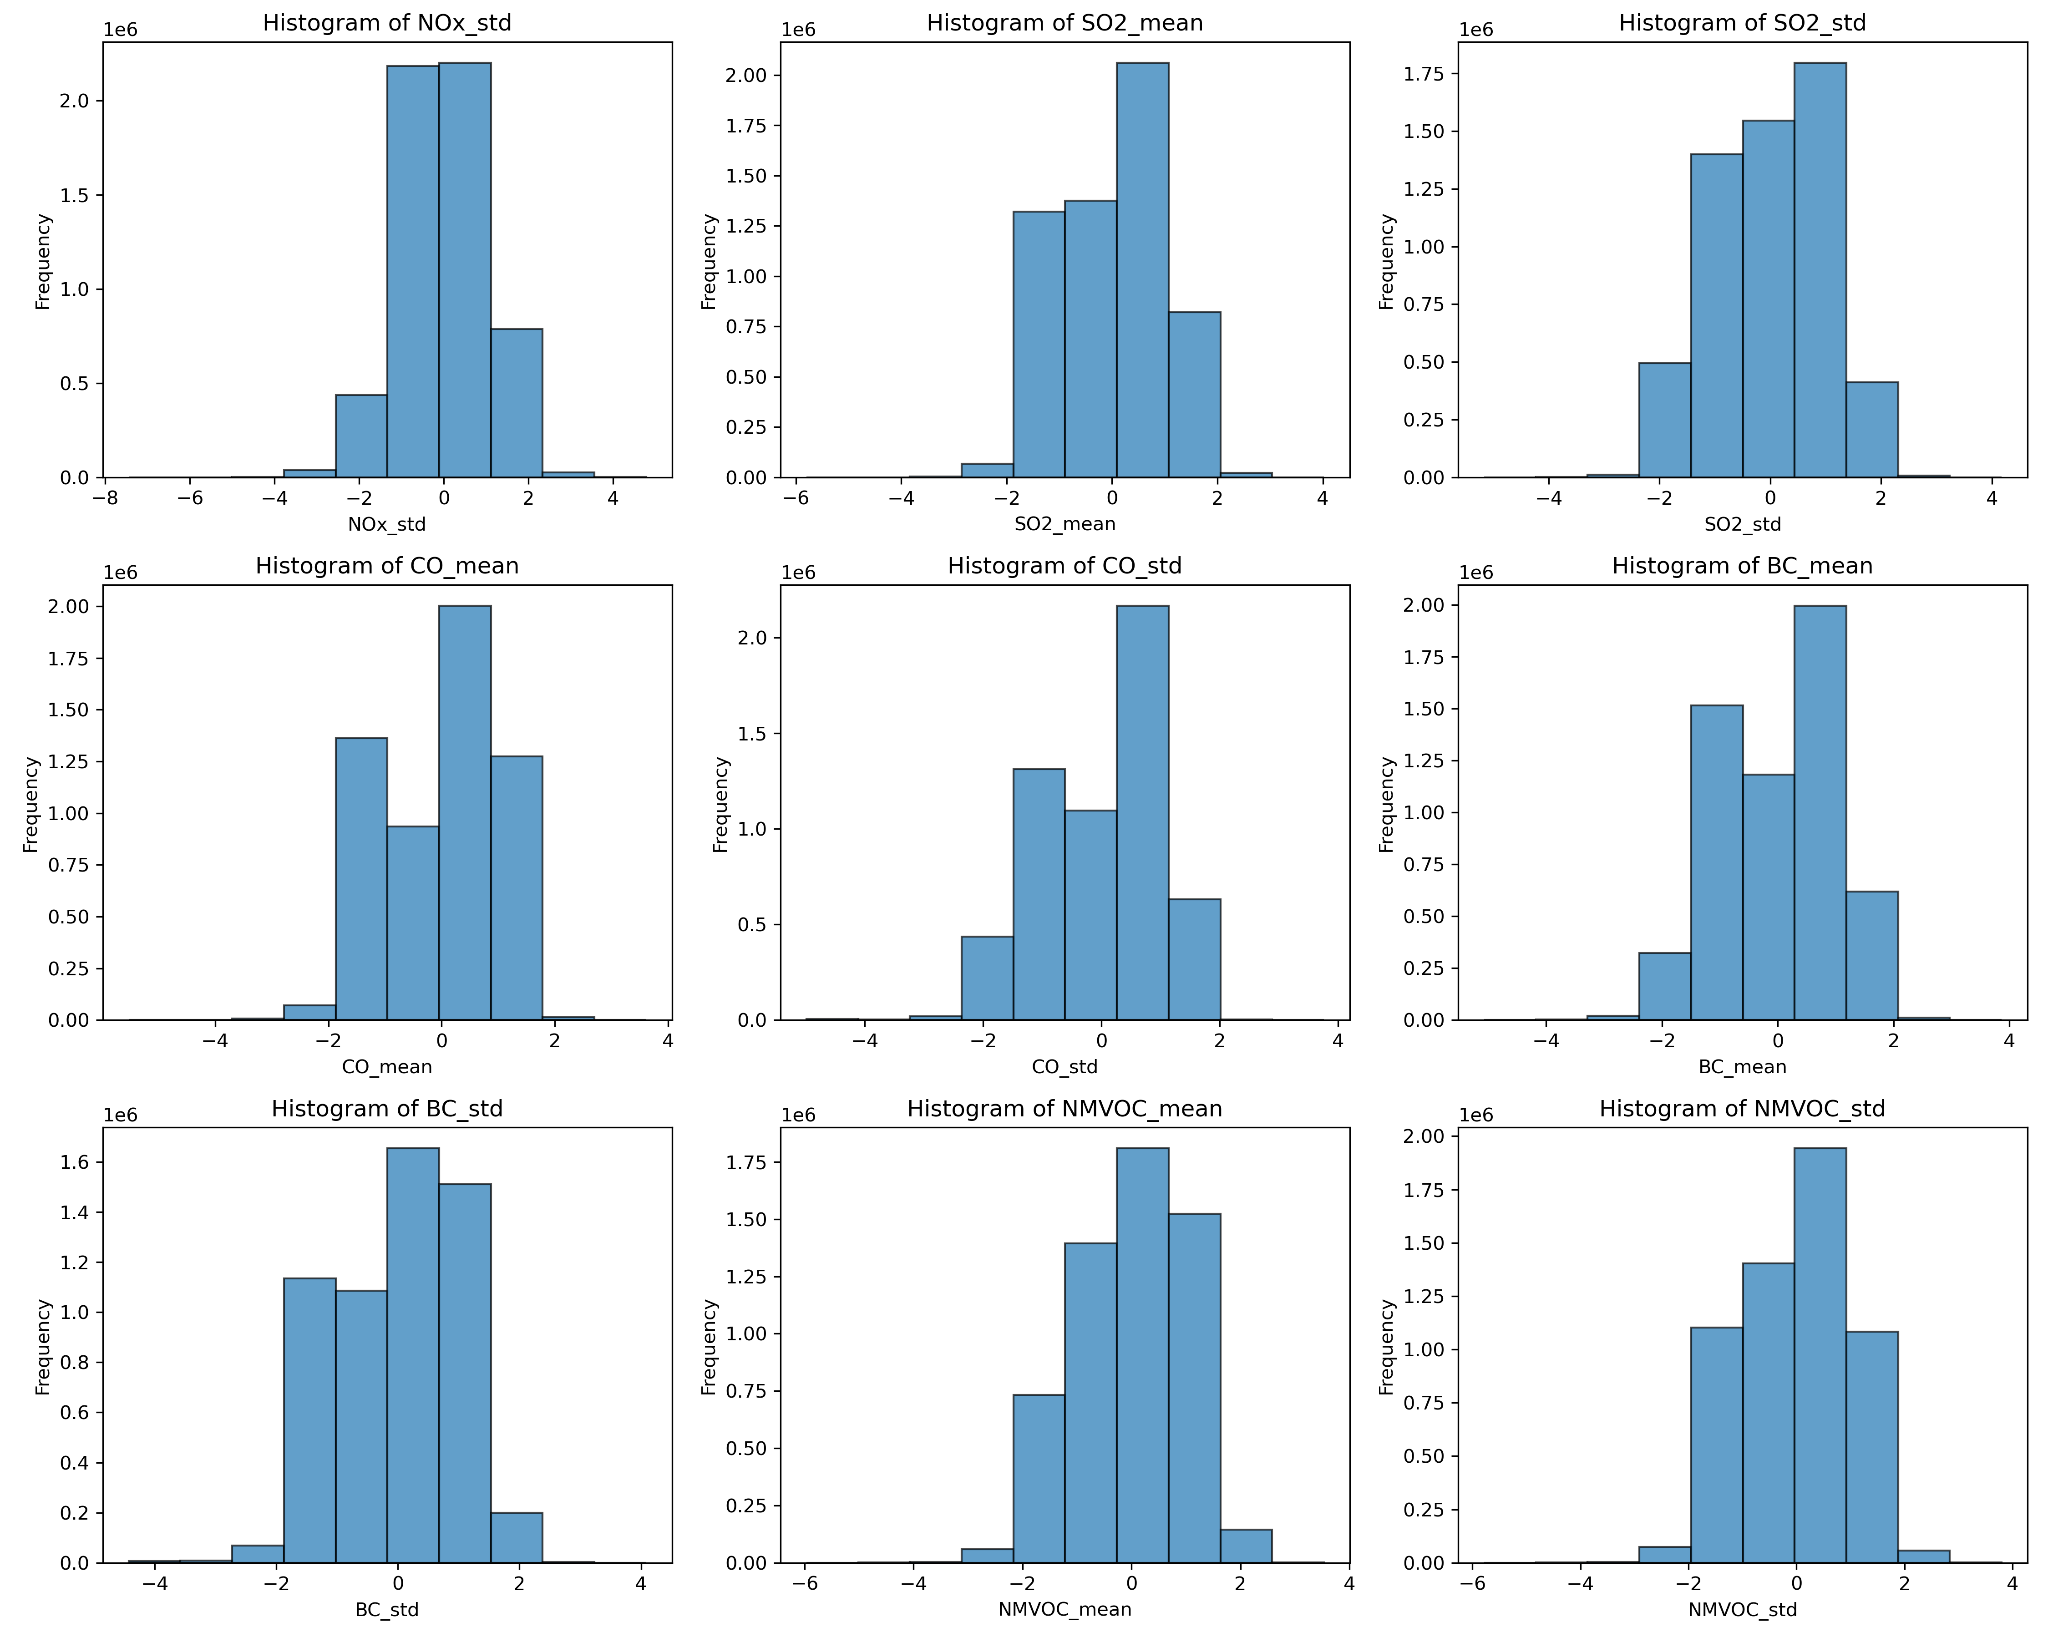 Histogram of NOx_std
1e6
2.0
1.5
1.0
0.5
0.0
Frequency
−8 −6 −4 −2 0 2 4
NOx_std
Histogram of SO2_mean
1e6
2.00
1.75
1.50
1.25
1.00
0.75
0.50
0.25
0.00
Frequency
−6 −4 −2 0 2 4
SO2_mean
Histogram of SO2_std
1e6
1.75
1.50
1.25
1.00
0.75
0.50
0.25
0.00
Frequency
−4 −2 0 2 4
SO2_std
Histogram of CO_mean
1e6
2.00
1.75
1.50
1.25
1.00
0.75
0.50
0.25
0.00
Frequency
−4 −2 0 2 4
CO_mean
Histogram of CO_std
1e6
2.0
1.5
1.0
0.5
0.0
Frequency
−4 −2 0 2 4
CO_std
Histogram of BC_mean
1e6
2.00
1.75
1.50
1.25
1.00
0.75
0.50
0.25
0.00
Frequency
−4 −2 0 2 4
BC_mean
Histogram of BC_std
1e6
1.6
1.4
1.2
1.0
0.8
0.6
0.4
0.2
0.0
Frequency
−4 −2 0 2 4
BC_std
Histogram of NMVOC_mean
1e6
1.75
1.50
1.25
1.00
0.75
0.50
0.25
0.00
Frequency
−6 −4 −2 0 2 4
NMVOC_mean
Histogram of NMVOC_std
1e6
2.00
1.75
1.50
1.25
1.00
0.75
0.50
0.25
0.00
Frequency
−6 −4 −2 0 2 4
NMVOC_std